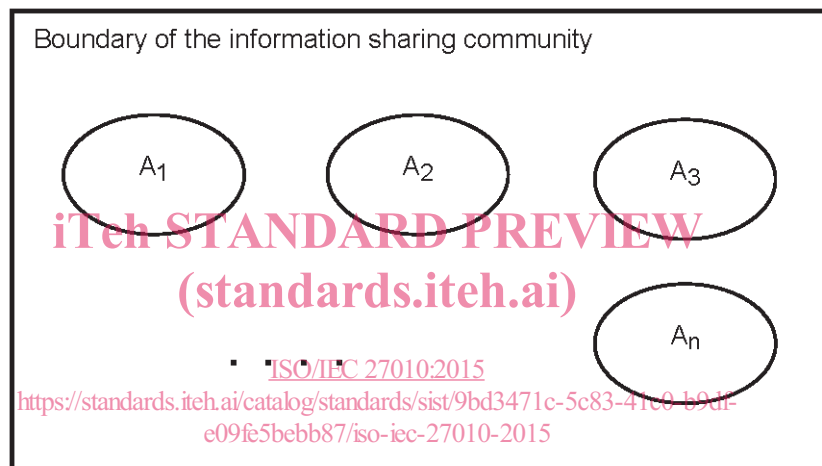 Boundary of the information sharing community
A1 A2 A3
iTeh STANDARD PREVIEW
(standards.iteh.ai)
An
. . . .
ISO/IEC 27010:2015
https://standards.iteh.ai/catalog/standards/sist/9bd3471c-5c83-41c0-b9df-
e09fe5bebb87/iso-iec-27010-2015